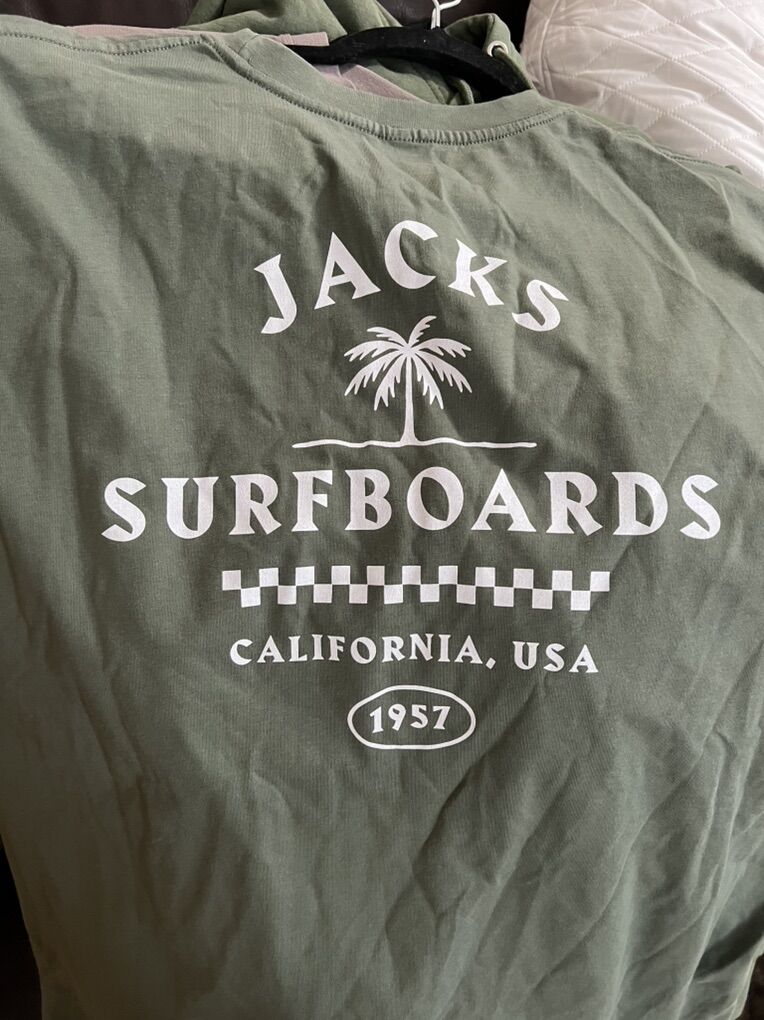 JACKS
SURFBOARDS
CALIFORNIA, USA
1957